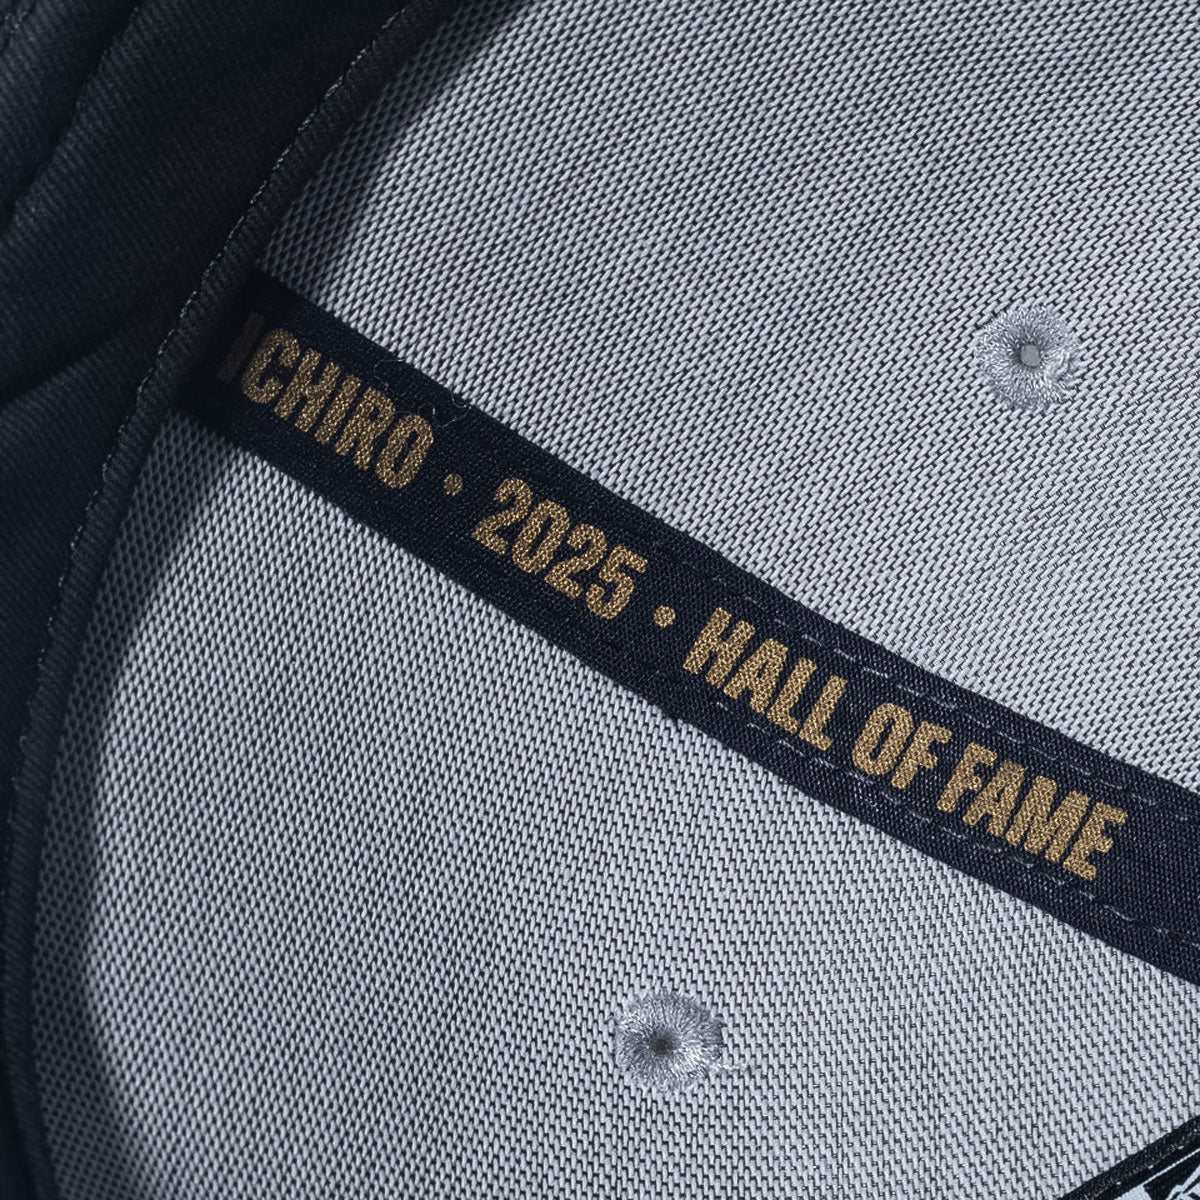 ICHIRO • 2025 • HALL OF FAME